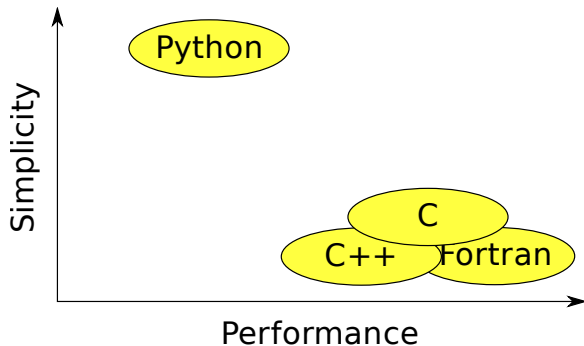 Python
Simplicity
C
C++
Fortran
Performance